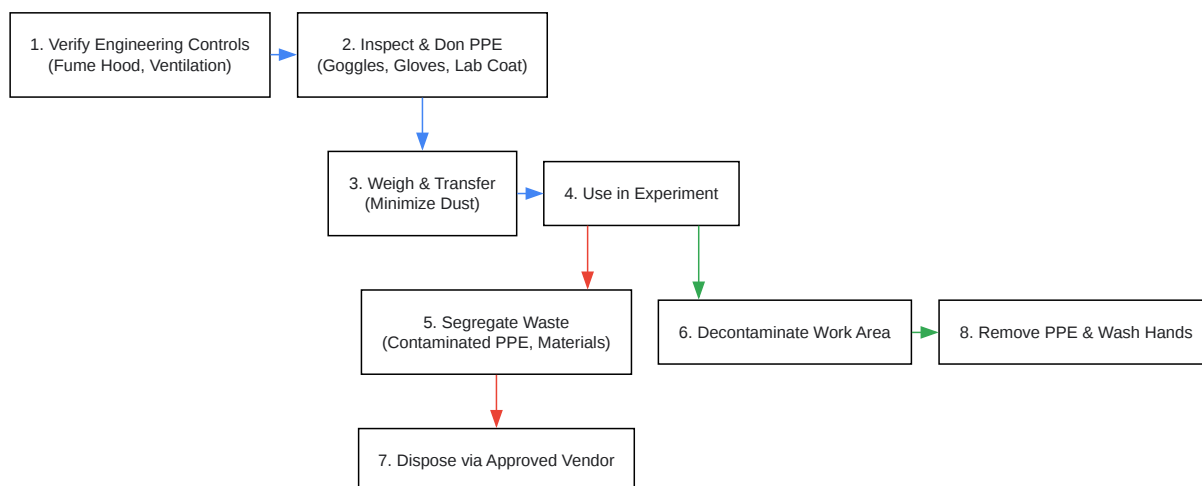 1. Verify Engineering Controls
(Fume Hood, Ventilation)
2. Inspect & Don PPE
(Goggles, Gloves, Lab Coat)
3. Weigh & Transfer
(Minimize Dust)
4. Use in Experiment
5. Segregate Waste
(Contaminated PPE, Materials)
6. Decontaminate Work Area
8. Remove PPE & Wash Hands
7. Dispose via Approved Vendor